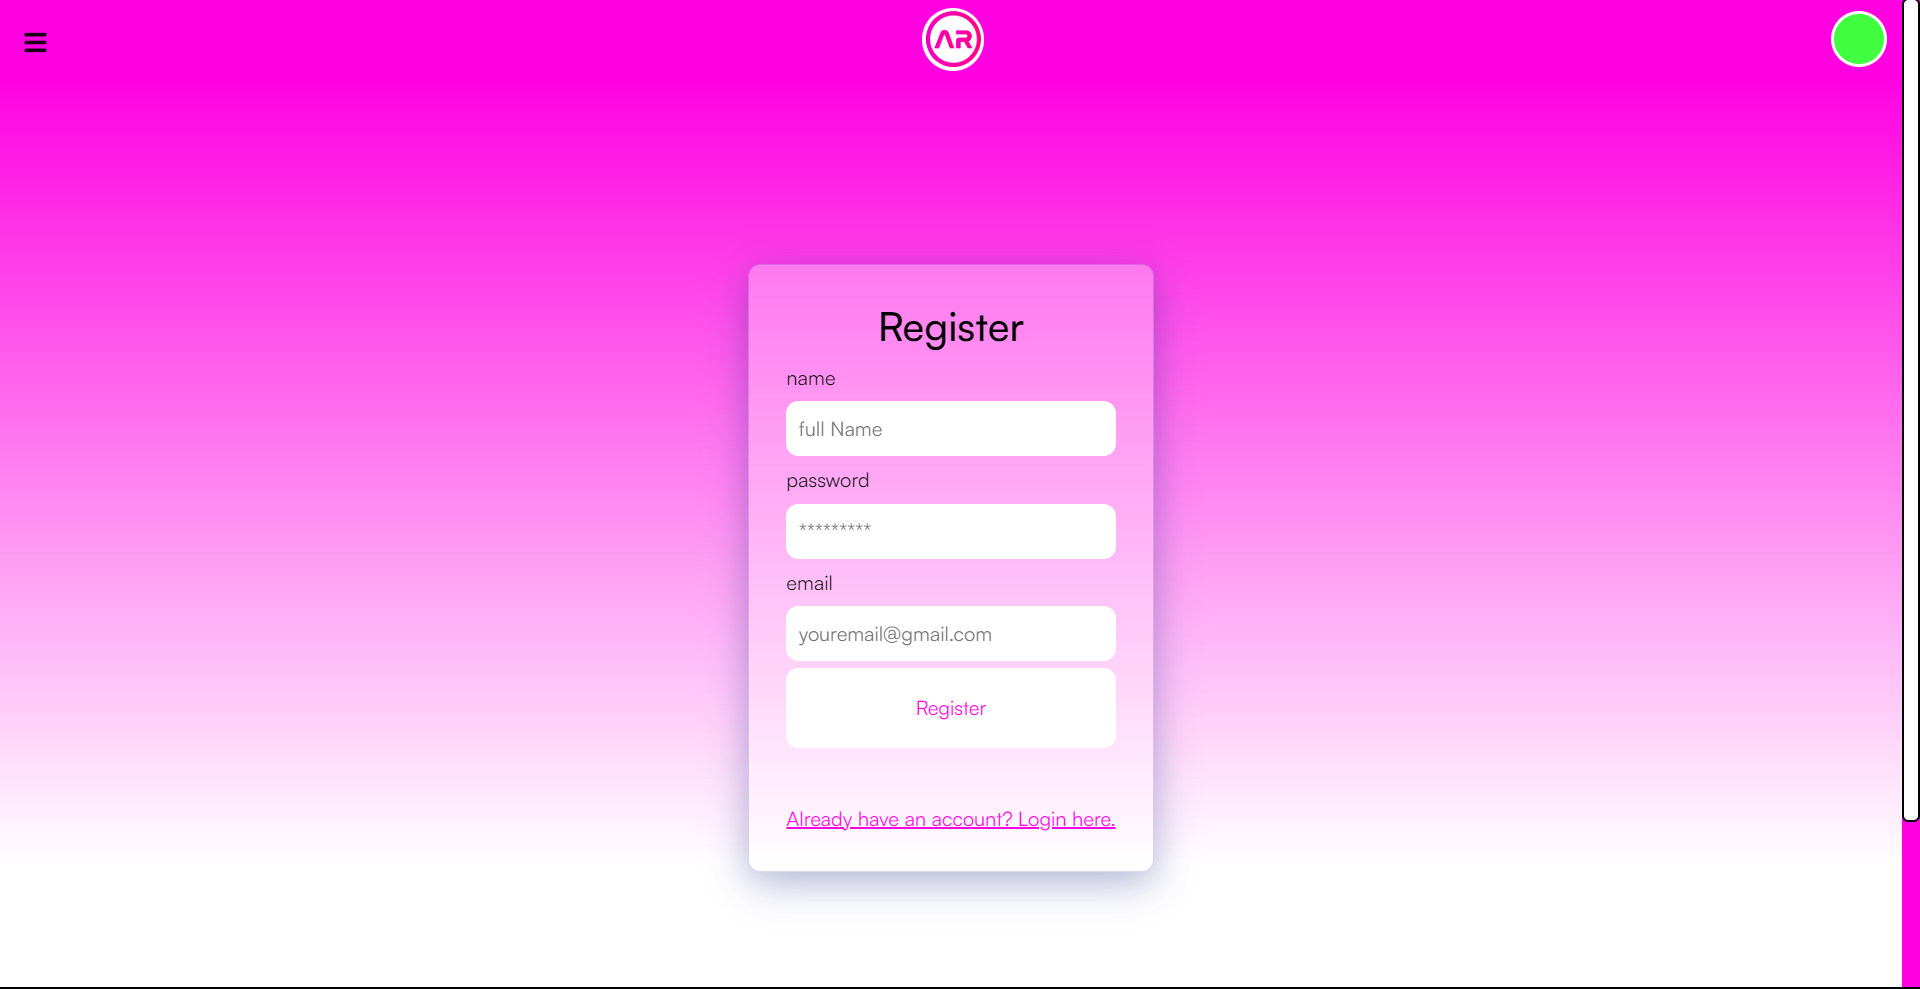 AR
Register
name
full Name
password
*********
email
youremail@gmail.com
Register
Already have an account? Login here.